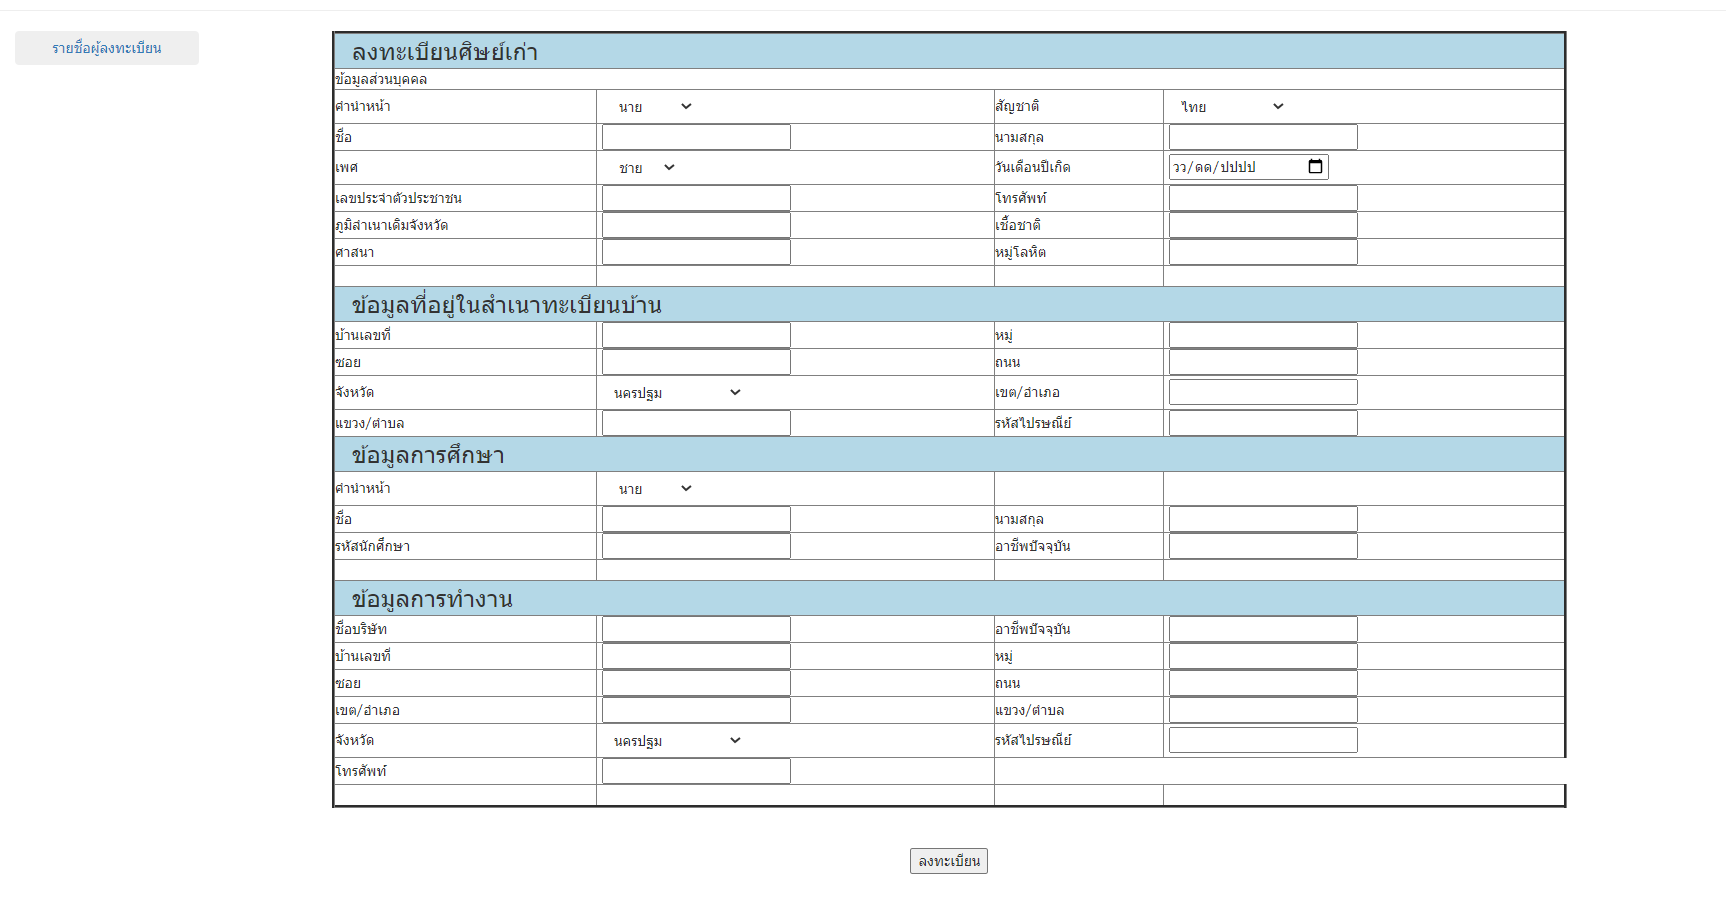 รายชื่อผู้ลงทะเบียน
ลงทะเบียนศิษย์เก่า
ข้อมูลส่วนบุคคล
คำนำหน้า นาย สัญชาติ ไทย
ชื่อ นามสกุล
เพศ ชาย วันเดือนปีเกิด วว/ดด/ปปปป
เลขประจำตัวประชาชน โทรศัพท์
ภูมิลำเนาเดิมจังหวัด เชื้อชาติ
ศาสนา หมู่โลหิต
ข้อมูลที่อยู่ในสำเนาทะเบียนบ้าน
บ้านเลขที่ หมู่
ซอย ถนน
จังหวัด นครปฐม เขต/อำเภอ
แขวง/ตำบล รหัสไปรษณีย์
ข้อมูลการศึกษา
คำนำหน้า นาย
ชื่อ นามสกุล
รหัสนักศึกษา อาชีพปัจจุบัน
ข้อมูลการทำงาน
ชื่อบริษัท อาชีพปัจจุบัน
บ้านเลขที่ หมู่
ซอย ถนน
เขต/อำเภอ แขวง/ตำบล
จังหวัด นครปฐม รหัสไปรษณีย์
โทรศัพท์
ลงทะเบียน